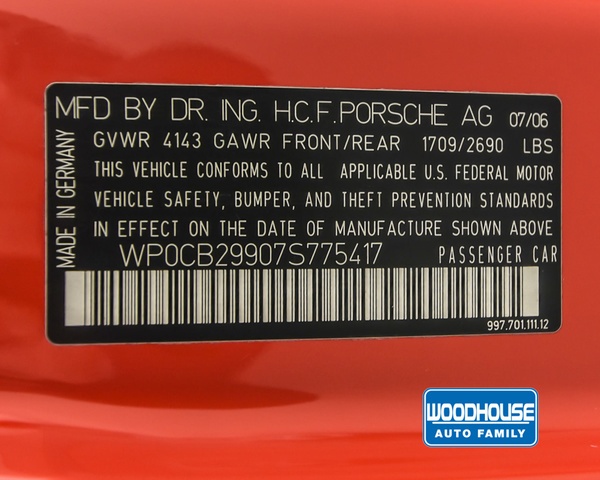 MFD BY DR. ING. H.C.F. PORSCHE AG 07/06
GVWR 4143 GAWR FRONT/REAR 1709/2690 LBS
THIS VEHICLE CONFORMS TO ALL APPLICABLE U.S. FEDERAL MOTOR
VEHICLE SAFETY, BUMPER, AND THEFT PREVENTION STANDARDS
IN EFFECT ON THE DATE OF MANUFACTURE SHOWN ABOVE
WP0CB29907S775417 PASSENGER CAR
997.701.111.12
MADE IN GERMANY
WOODHOUSE
AUTO FAMILY